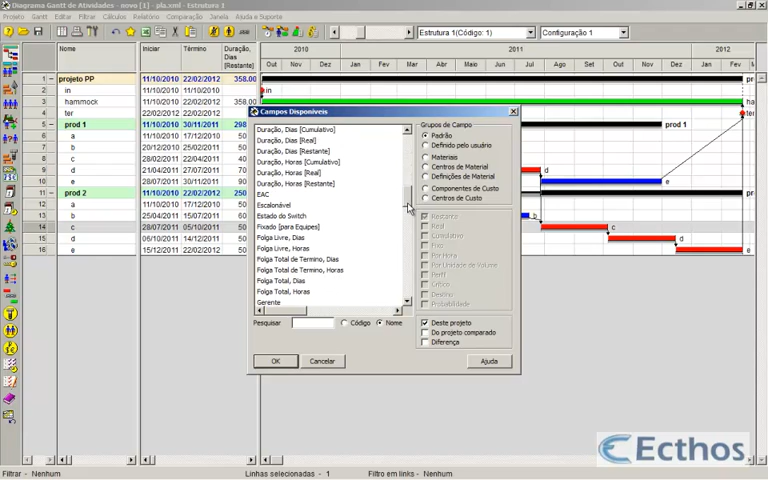 Diagrama Gantt de Atividades - novo ( pla.xml - Estrutura 1
Projeto Gantt Editar Filtrar Cálculos Relatório Comparação Janela Ajuda e Suporte
Estrutura 1(Código: 1) Configuração 1
Nome Iniciar Término Duração, Dias [Restante] 2010 2011 2012
Out Nov Dez Jan Fev Mar Abr Mai Jun Jul Ago Set Out Nov Dez Jan Fev M
1 projeto PP 11/10/2010 22/02/2012 358.00 pr
2 in 11/10/2010 11/10/2010 in
3 hammock 11/10/2010 22/02/2012 358.00 ha
4 ter 22/02/2012 22/02/2012 ter
5 prod 1 11/10/2010 30/11/2011 298 prod 1
6 a 11/10/2010 17/12/2010 50
7 b 20/12/2010 25/02/2011 50
8 c 28/02/2011 22/04/2011 40
9 d 04/05/2011 27/07/2011 60 d
10 e 28/07/2011 30/11/2011 90 e
11 prod 2 11/10/2010 22/02/2012 250 pr
12 a 11/10/2010 17/12/2010 50
13 b 25/04/2011 15/07/2011 60 b
14 c 28/07/2011 05/10/2011 50 c
15 d 06/10/2011 14/12/2011 50 d
16 e 15/12/2011 22/02/2012 50 e
Campos Disponíveis
Duração, Dias [Cumulativo]
Duração, Dias [Real]
Duração, Dias [Restante]
Duração, Horas [Cumulativo]
Duração, Horas [Real]
Duração, Horas [Restante]
EAC
Escalonável
Estado do Switch
Fixado [para Equipes]
Folga Livre, Dias
Folga Livre, Horas
Folga Total de Termino, Dias
Folga Total de Termino, Horas
Folga Total, Dias
Folga Total, Horas
Gerente
Grupos de Campo
Padrão
Definido pelo usuário
Materiais
Centros de Material
Definições de Material
Componentes de Custo
Centros de Custo
Restante
Real
Cumulativo
Fixo
Por Hora
Por Unidade de Volume
Perfil
Crítico
Destino
Probabilidade
Pesquisar Código Nome
Deste projeto
Do projeto comparado
Diferença
OK Cancelar Ajuda
Ecthos
Filtrar - Nenhum Linhas selecionadas - 1 Filtro em links - Nenhum